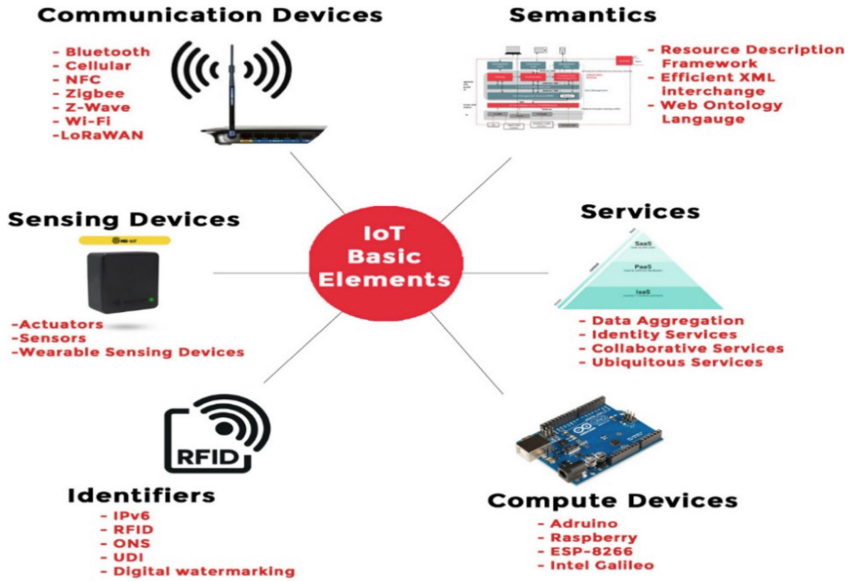 Communication Devices
- Bluetooth
- Cellular
- NFC
- Zigbee
- Z-Wave
- Wi-Fi
-LoRaWAN
Semantics
- Resource Description
Framework
- Efficient XML
interchange
- Web Ontology
Langauge
Sensing Devices
-Actuators
-Sensors
-Wearable Sensing Devices
IoT
Basic
Elements
Services
SaaS
PaaS
IaaS
- Data Aggregation
- Identity Services
- Collaborative Services
- Ubiquitous Services
RFID
Identifiers
- IPv6
- RFID
- ONS
- UDI
- Digital watermarking
Compute Devices
- Adruino
- Raspberry
- ESP-8266
- Intel Galileo